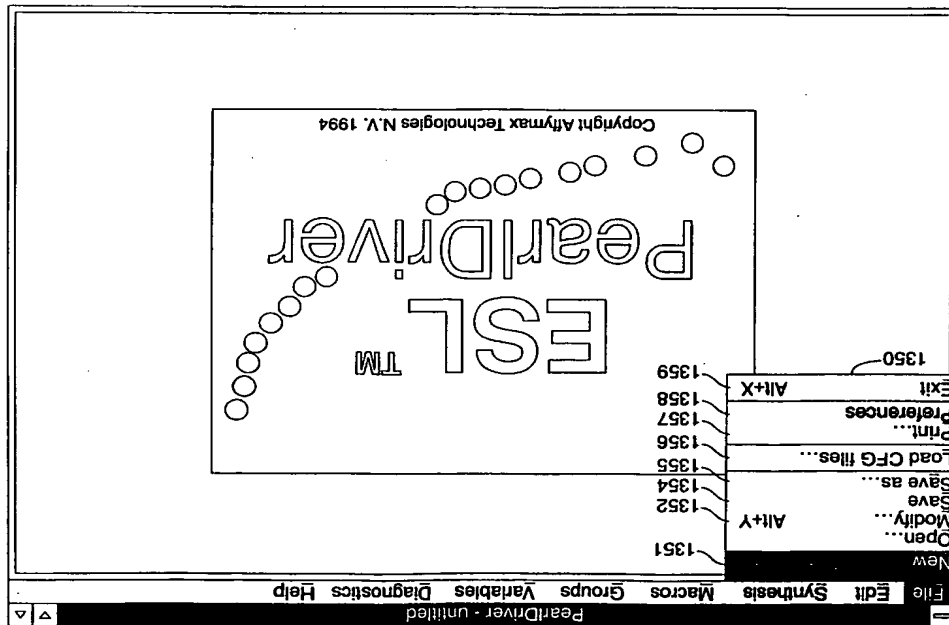 PearlDriver - untitled
File Edit Synthesis Macros Groups Variables Diagnostics Help
New 1351
Open...
Modify... Alt+Y 1352
Save 1354
Save as... 1355
Load CFG files... 1356
Print... 1357
Preferences 1358
Exit Alt+X 1359
1350
ESL TM
PearlDriver
Copyright Affymax Technologies N.V. 1994